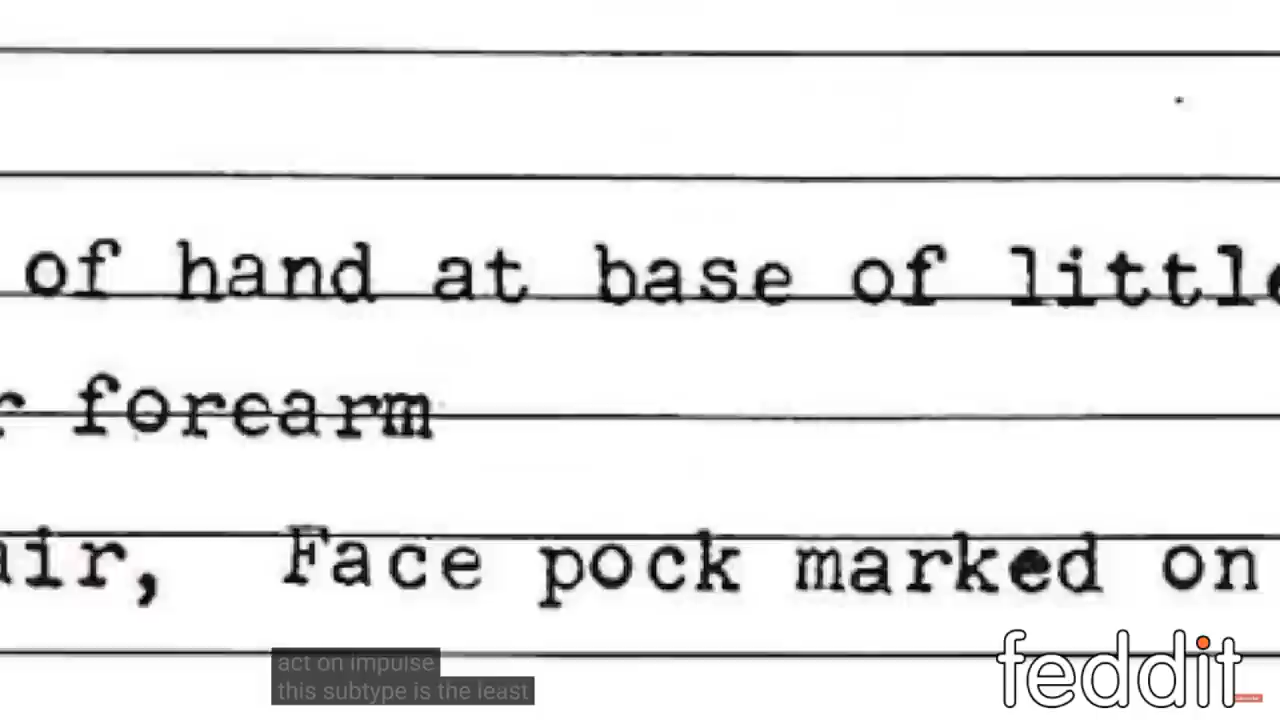 of hand at base of little
r forearm
air, Face pock marked on
act on impulse
this subtype is the least
feddit